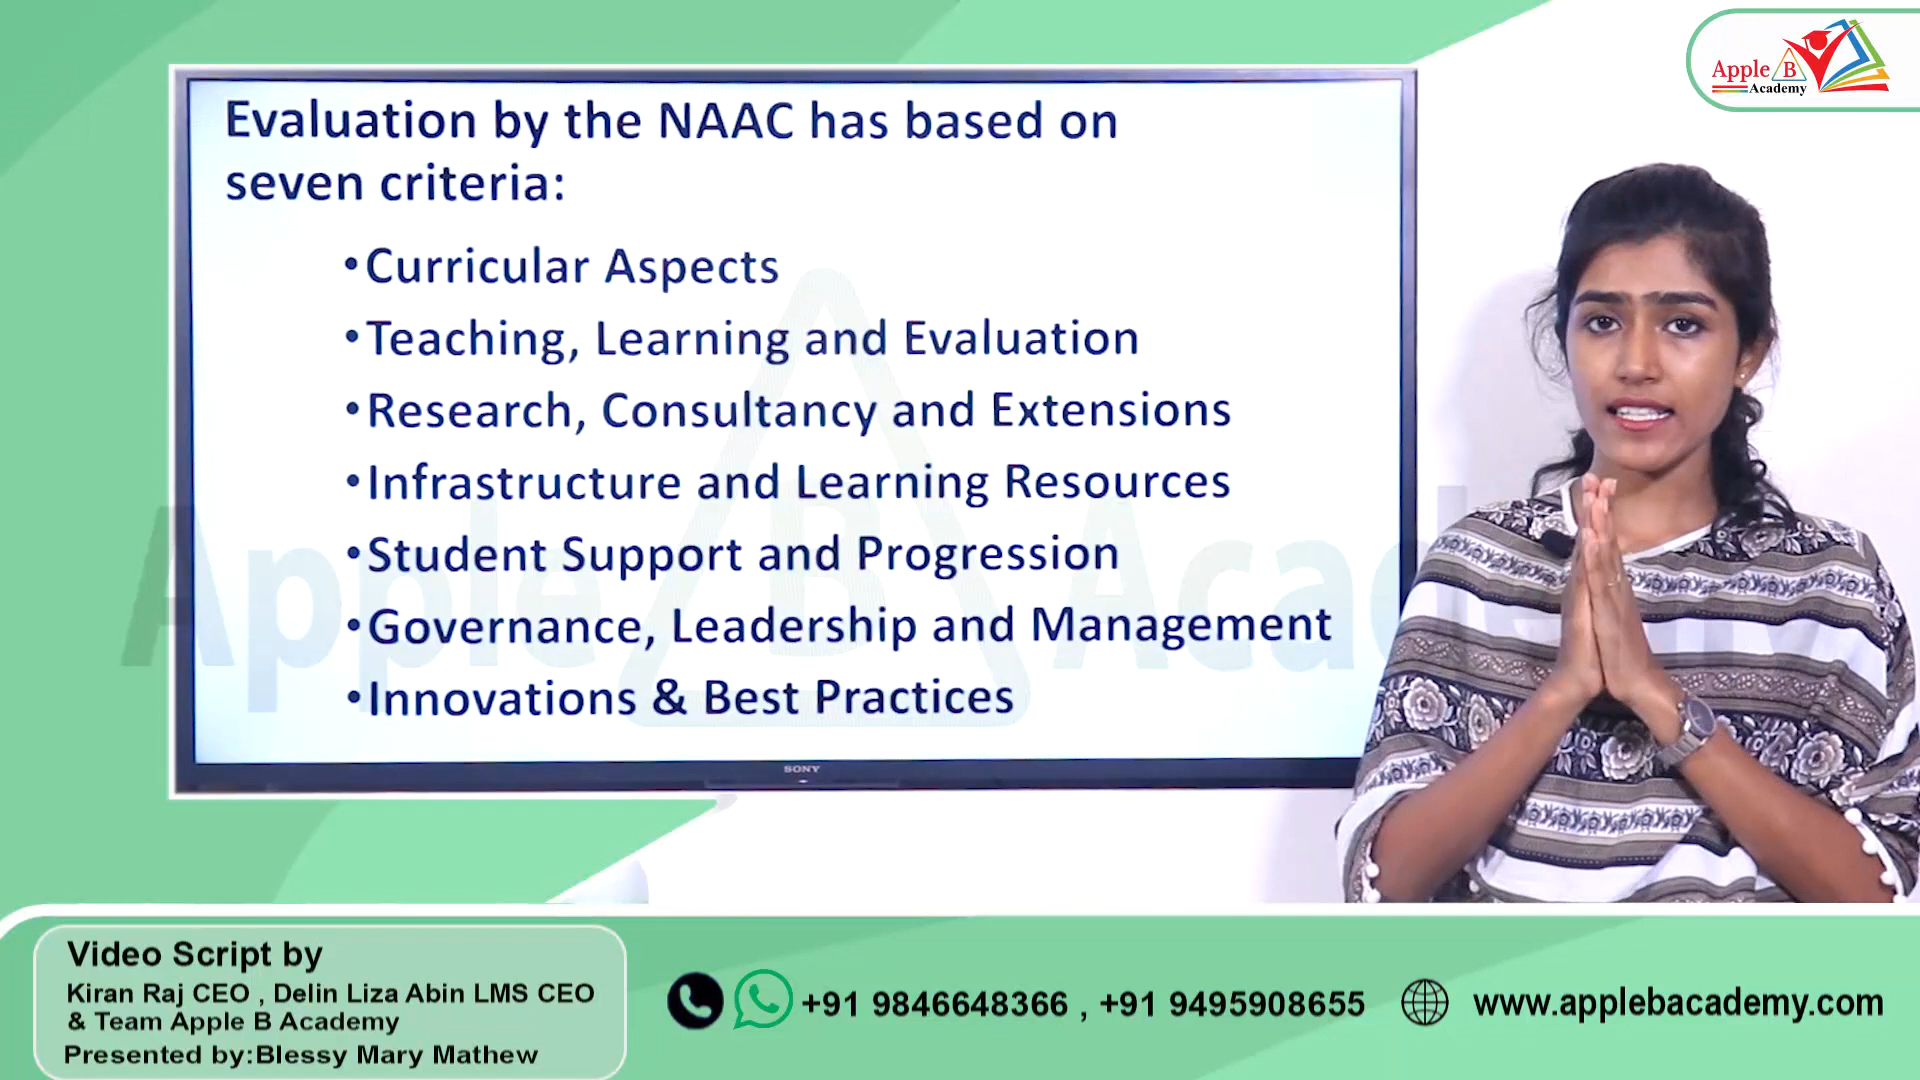 Apple B
Academy
Evaluation by the NAAC has based on
seven criteria:
•Curricular Aspects
•Teaching, Learning and Evaluation
•Research, Consultancy and Extensions
•Infrastructure and Learning Resources
•Student Support and Progression
•Governance, Leadership and Management
•Innovations & Best Practices
Apple B Academy
SONY
Video Script by
Kiran Raj CEO , Delin Liza Abin LMS CEO
& Team Apple B Academy
Presented by:Blessy Mary Mathew
+91 9846648366 , +91 9495908655
www.applebacademy.com